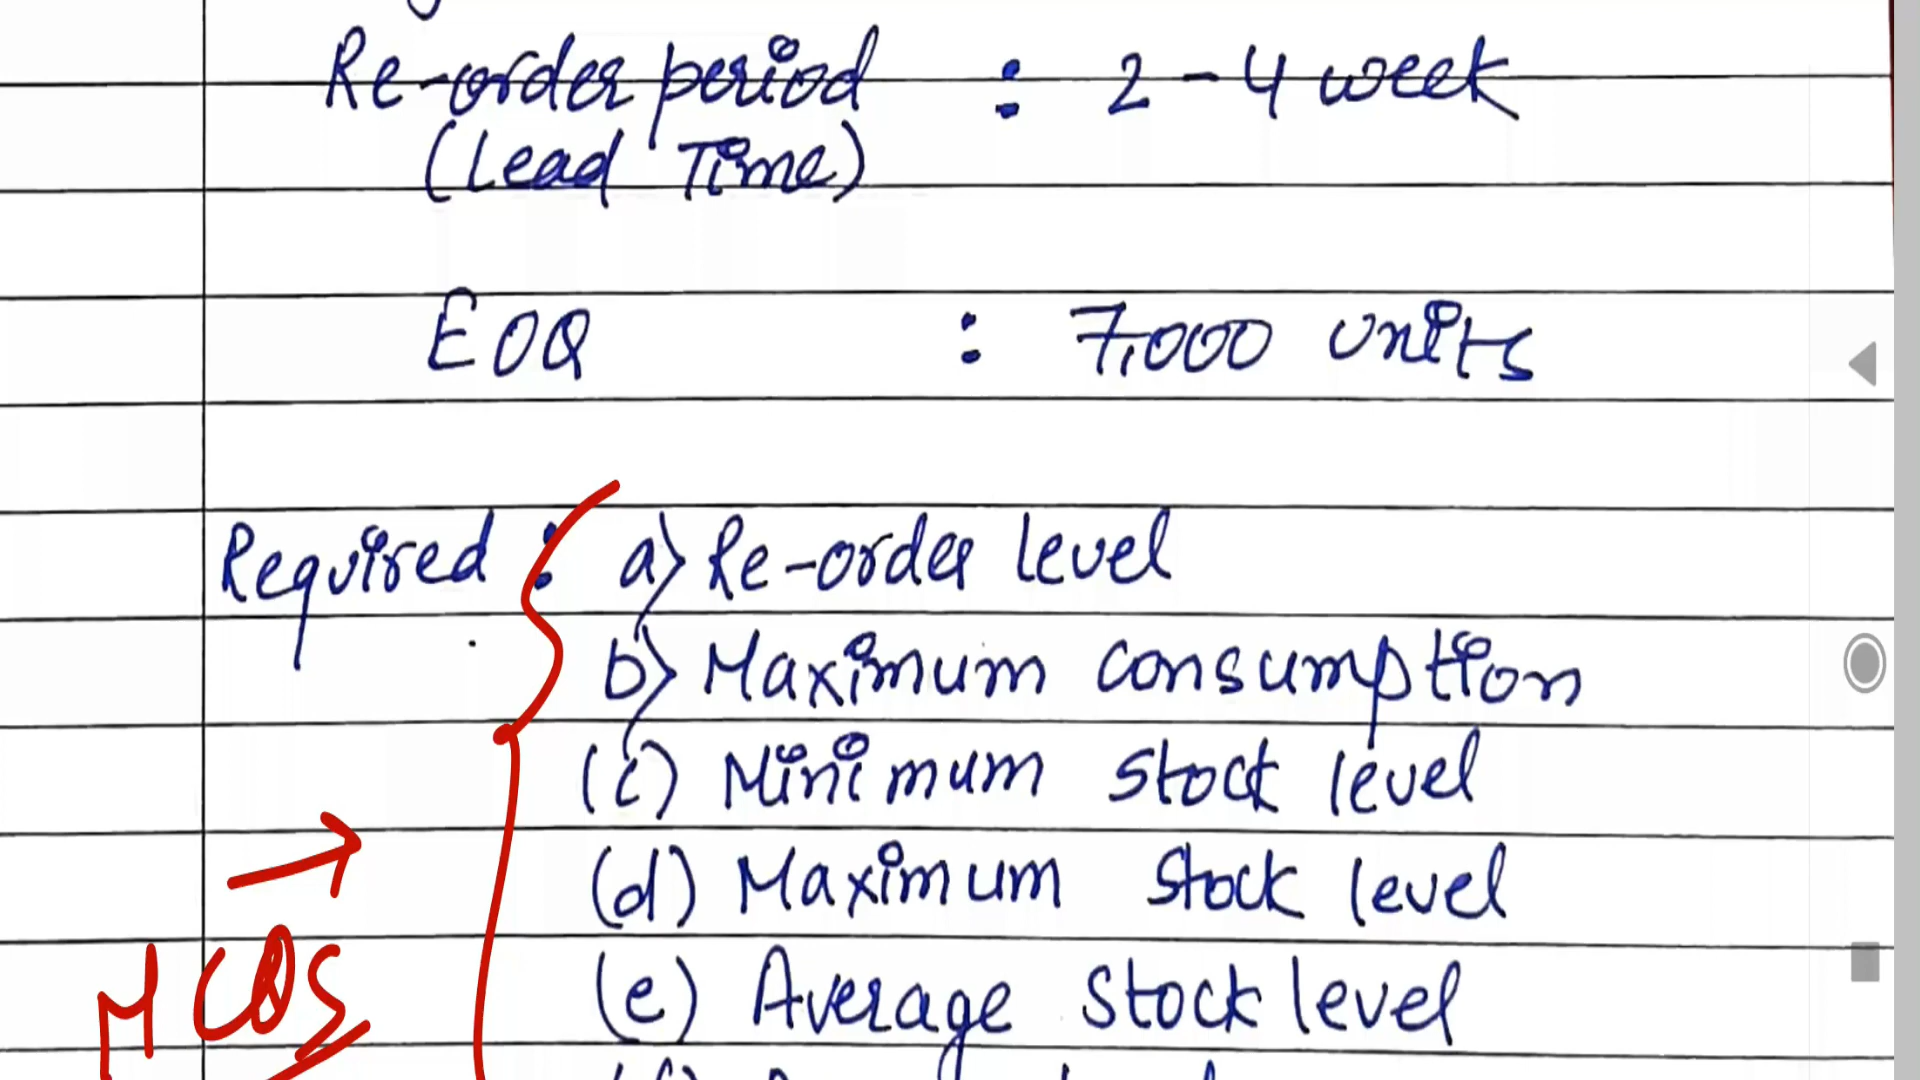 Re-order period : 2 - 4 week
(Lead Time)
EOQ : 7,000 units
Required : a) Re-order level
b) Maximum consumption
(c) Minimum stock level
(d) Maximum stock level
(e) Average stock level
MCQs